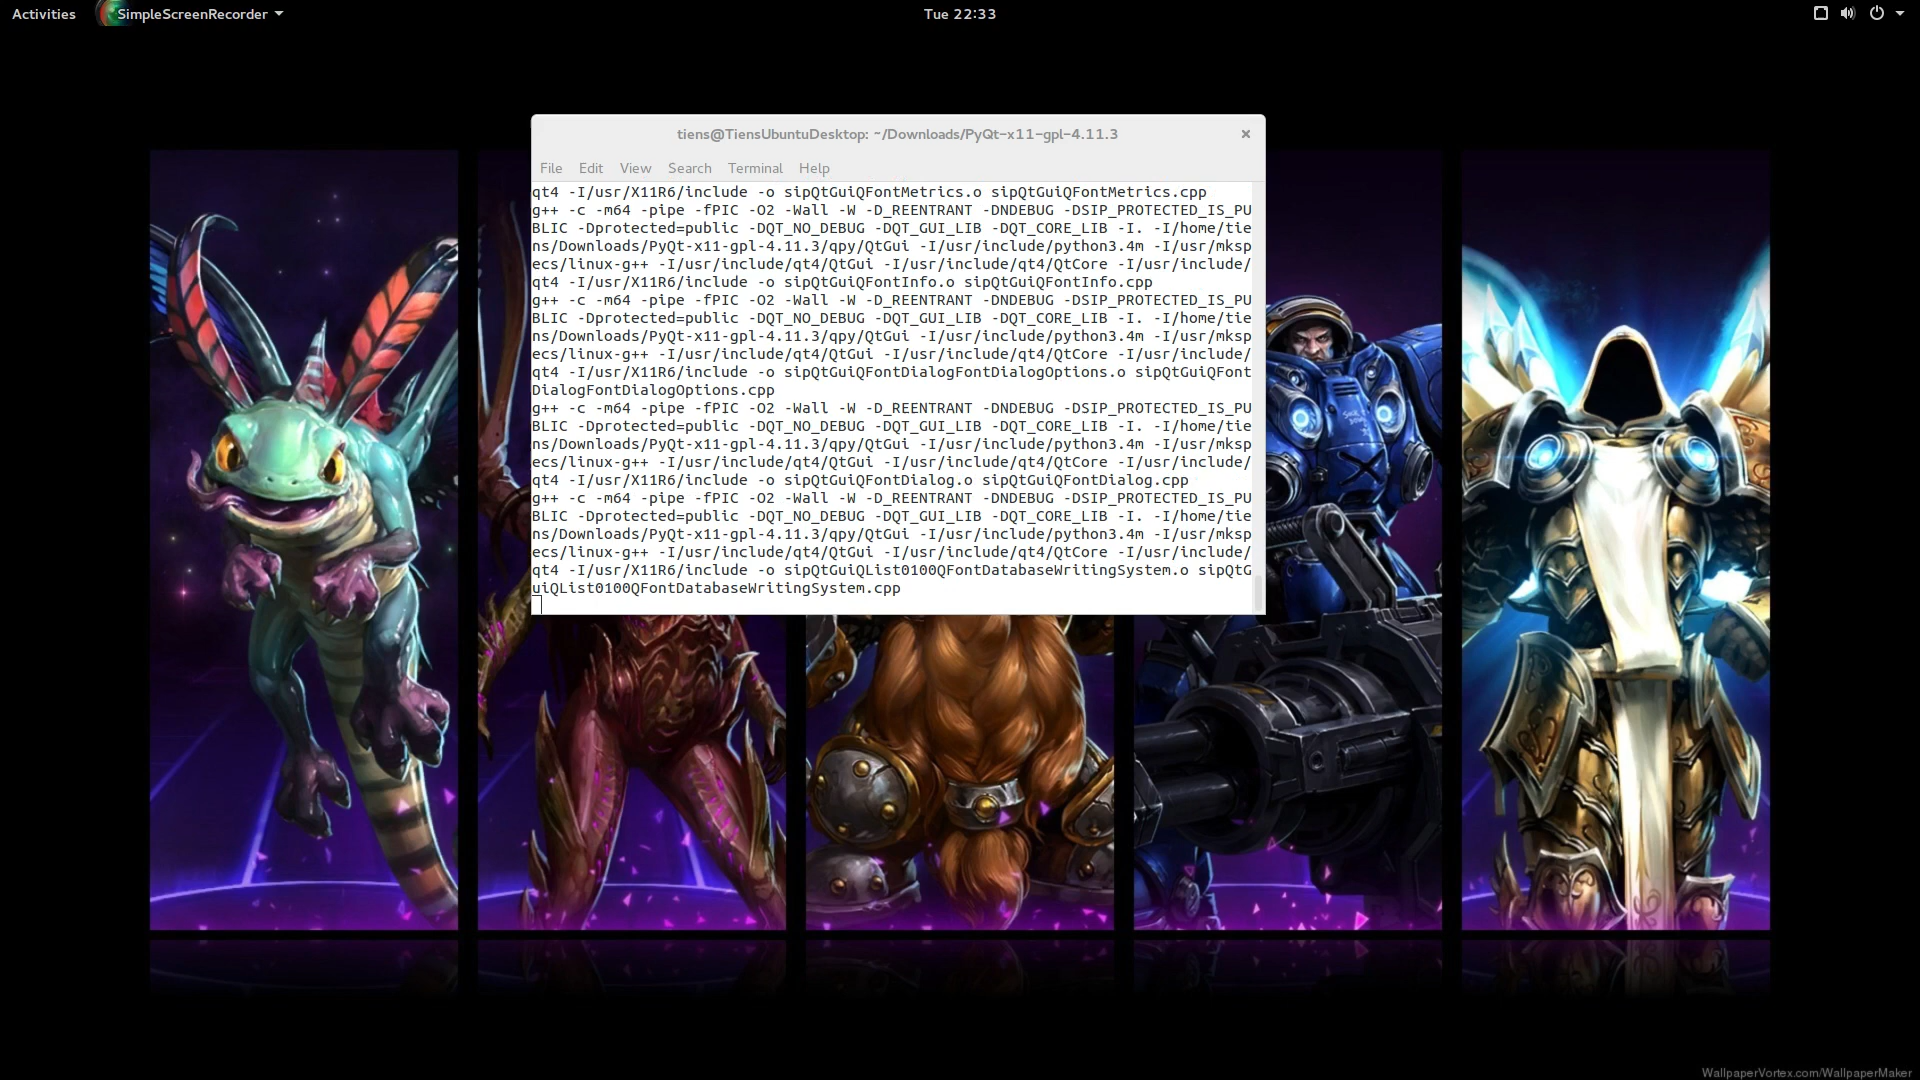 Activities
SimpleScreenRecorder
Tue 22:33
tiens@TiensUbuntuDesktop: ~/Downloads/PyQt-x11-gpl-4.11.3
File Edit View Search Terminal Help
qt4 -I/usr/X11R6/include -o sipQtGuiQFontMetrics.o sipQtGuiQFontMetrics.cpp
g++ -c -m64 -pipe -fPIC -O2 -Wall -W -D_REENTRANT -DNDEBUG -DSIP_PROTECTED_IS_PU
BLIC -Dprotected=public -DQT_NO_DEBUG -DQT_GUI_LIB -DQT_CORE_LIB -I. -I/home/tie
ns/Downloads/PyQt-x11-gpl-4.11.3/qpy/QtGui -I/usr/include/python3.4m -I/usr/mksp
ecs/linux-g++ -I/usr/include/qt4/QtGui -I/usr/include/qt4/QtCore -I/usr/include/
qt4 -I/usr/X11R6/include -o sipQtGuiQFontInfo.o sipQtGuiQFontInfo.cpp
g++ -c -m64 -pipe -fPIC -O2 -Wall -W -D_REENTRANT -DNDEBUG -DSIP_PROTECTED_IS_PU
BLIC -Dprotected=public -DQT_NO_DEBUG -DQT_GUI_LIB -DQT_CORE_LIB -I. -I/home/tie
ns/Downloads/PyQt-x11-gpl-4.11.3/qpy/QtGui -I/usr/include/python3.4m -I/usr/mksp
ecs/linux-g++ -I/usr/include/qt4/QtGui -I/usr/include/qt4/QtCore -I/usr/include/
qt4 -I/usr/X11R6/include -o sipQtGuiQFontDialogFontDialogOptions.o sipQtGuiQFont
DialogFontDialogOptions.cpp
g++ -c -m64 -pipe -fPIC -O2 -Wall -W -D_REENTRANT -DNDEBUG -DSIP_PROTECTED_IS_PU
BLIC -Dprotected=public -DQT_NO_DEBUG -DQT_GUI_LIB -DQT_CORE_LIB -I. -I/home/tie
ns/Downloads/PyQt-x11-gpl-4.11.3/qpy/QtGui -I/usr/include/python3.4m -I/usr/mksp
ecs/linux-g++ -I/usr/include/qt4/QtGui -I/usr/include/qt4/QtCore -I/usr/include/
qt4 -I/usr/X11R6/include -o sipQtGuiQFontDialog.o sipQtGuiQFontDialog.cpp
g++ -c -m64 -pipe -fPIC -O2 -Wall -W -D_REENTRANT -DNDEBUG -DSIP_PROTECTED_IS_PU
BLIC -Dprotected=public -DQT_NO_DEBUG -DQT_GUI_LIB -DQT_CORE_LIB -I. -I/home/tie
ns/Downloads/PyQt-x11-gpl-4.11.3/qpy/QtGui -I/usr/include/python3.4m -I/usr/mksp
ecs/linux-g++ -I/usr/include/qt4/QtGui -I/usr/include/qt4/QtCore -I/usr/include/
qt4 -I/usr/X11R6/include -o sipQtGuiQList0100QFontDatabaseWritingSystem.o sipQtG
uiQList0100QFontDatabaseWritingSystem.cpp
WallpaperVortex.com/WallpaperMaker